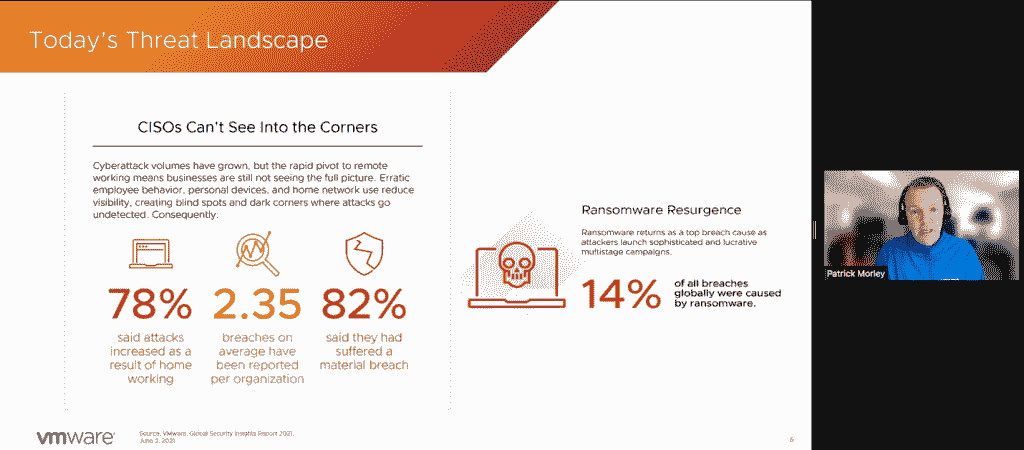 Today's Threat Landscape
CISOs Can't See Into the Corners
Cyberattack volumes have grown, but the rapid pivot to remote
working means businesses are still not seeing the full picture. Erratic
employee behavior, personal devices, and home network use reduce
visibility, creating blind spots and dark corners where attacks go
undetected. Consequently:
78%
said attacks
increased as a
result of home
working
2.35
breaches on
average have
been reported
per organization
82%
said they had
suffered a
material breach
Ransomware Resurgence
Ransomware returns as a top breach cause as
attackers launch sophisticated and lucrative
multistage campaigns.
14%
of all breaches
globally were caused
by ransomware.
Patrick Morley
vmware
Source: VMware, Global Security Insights Report 2021,
June 2, 2021
6